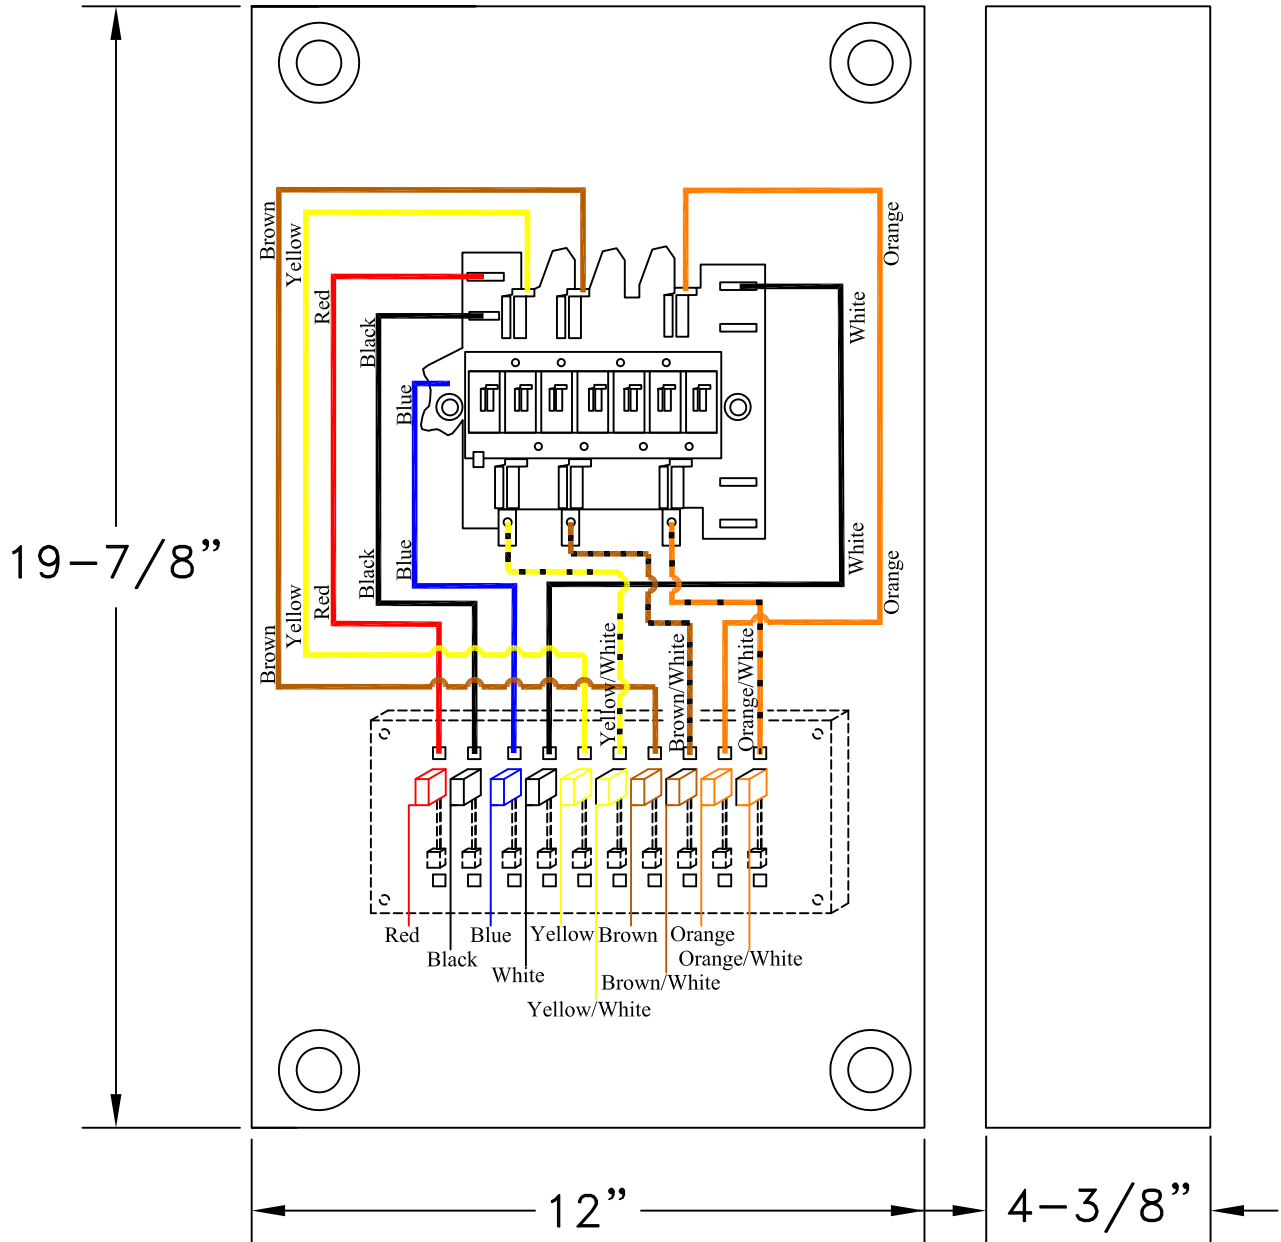 Brown
Yellow
Orange
Red
Black
White
Blue
19-7/8”
Black
Blue
White
Red
Orange
Yellow
Brown
Yellow/White
Brown/White
Orange/White
Red
Blue
Yellow
Brown
Orange
Black
Orange/White
White
Brown/White
Yellow/White
12”
4-3/8”